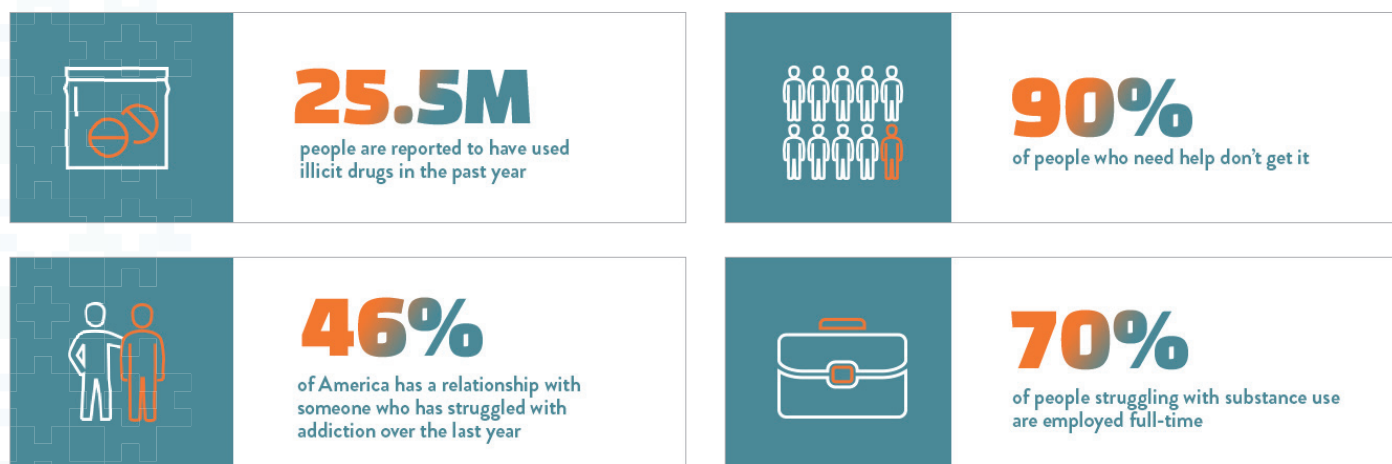 25.5M
people are reported to have used
illicit drugs in the past year
90%
of people who need help don't get it
46%
of America has a relationship with
someone who has struggled with
addiction over the last year
70%
of people struggling with substance use
are employed full-time